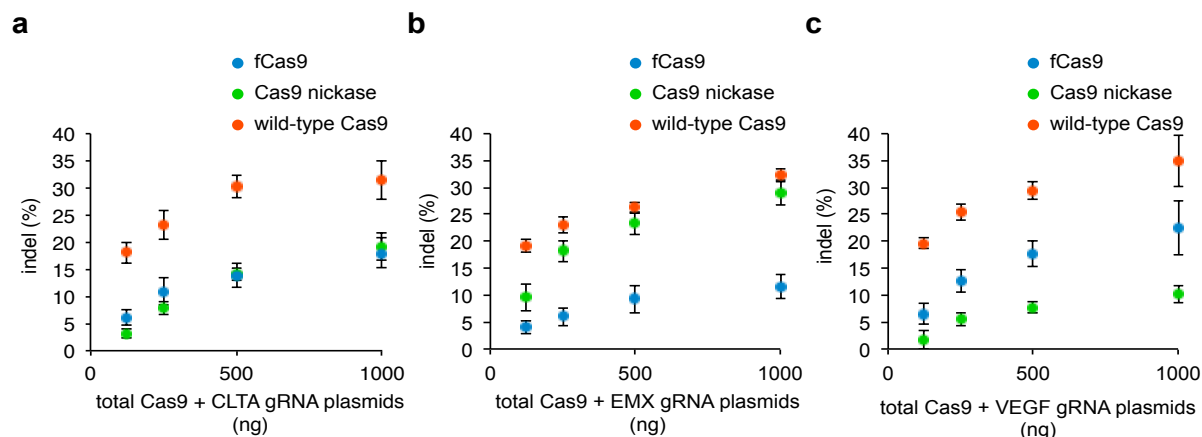 a
fCas9
Cas9 nickase
wild-type Cas9
40
35
30
25
20
15
10
5
0
indel (%)
0 500 1000
total Cas9 + CLTA gRNA plasmids
(ng)
b
fCas9
Cas9 nickase
wild-type Cas9
40
35
30
25
20
15
10
5
0
indel (%)
0 500 1000
total Cas9 + EMX gRNA plasmids
(ng)
c
fCas9
Cas9 nickase
wild-type Cas9
40
35
30
25
20
15
10
5
0
indel (%)
0 500 1000
total Cas9 + VEGF gRNA plasmids
(ng)